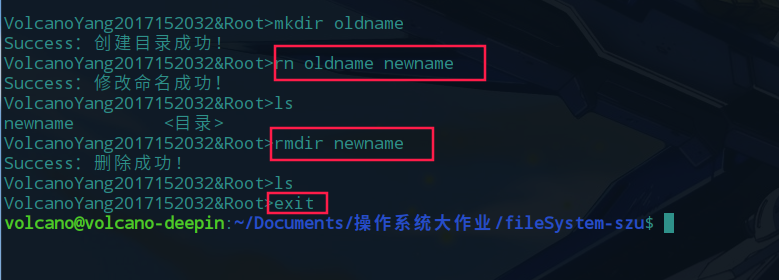 VolcanoYang2017152032&Root>mkdir oldname
Success: 创建目录成功!
VolcanoYang2017152032&Root>rn oldname newname
Success: 修改命名成功!
VolcanoYang2017152032&Root>ls
newname         <目录>
VolcanoYang2017152032&Root>rmdir newname
Success: 删除成功!
VolcanoYang2017152032&Root>ls
VolcanoYang2017152032&Root>exit
volcano@volcano-deepin:~/Documents/操作系统大作业/fileSystem-szu$